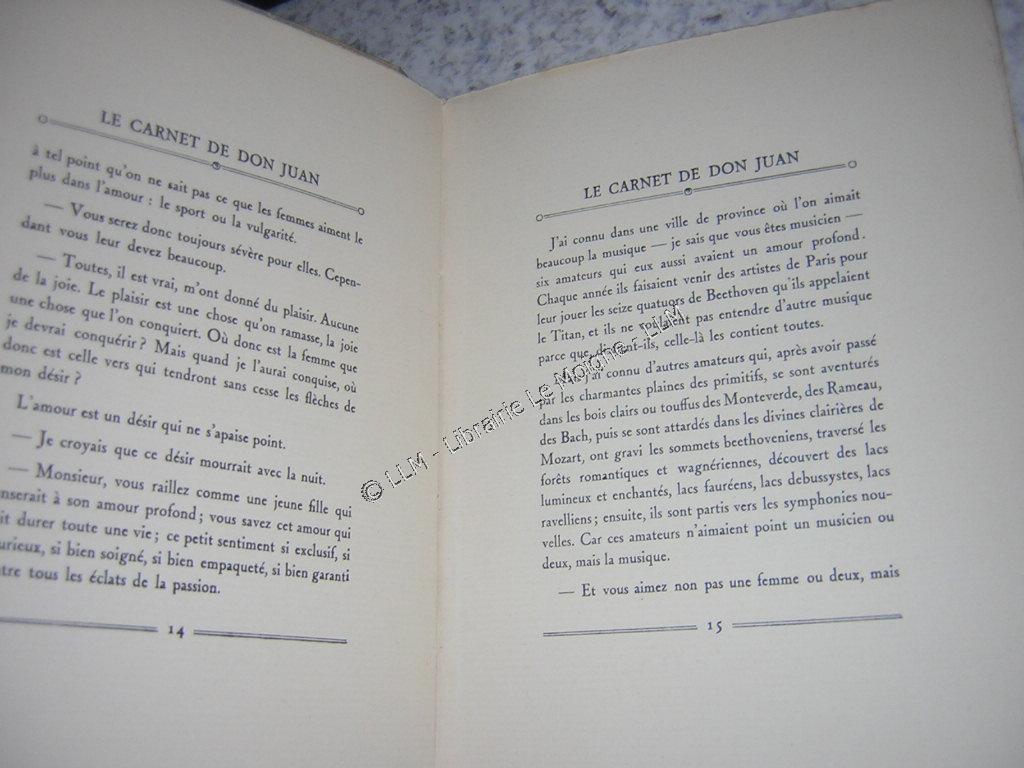 LE CARNET DE DON JUAN
à tel point qu'on ne sait pas ce que les femmes aiment le
plus dans l'amour : le sport ou la vulgarité.
— Vous serez donc toujours sévère pour elles. Cepen-
dant vous leur devez beaucoup.
— Toutes, il est vrai, m'ont donné du plaisir. Aucune
de la joie. Le plaisir est une chose qu'on ramasse, la joie
une chose que l'on conquiert. Où donc est la femme que
je devrai conquérir ? Mais quand je l'aurai conquise, où
donc est celle vers qui tendront sans cesse les flèches de
mon désir ?
L'amour est un désir qui ne s'apaise point.
— Je croyais que ce désir mourrait avec la nuit.
— Monsieur, vous raillez comme une jeune fille qui
à son amour profond ; vous savez cet amour qui
durer toute une vie ; ce petit sentiment si exclusif, si
si bien soigné, si bien empaqueté, si bien garanti
tous les éclats de la passion.
14
LE CARNET DE DON JUAN
J'ai connu dans une ville de province où l'on aimait
beaucoup la musique — je sais que vous êtes musicien —
six amateurs qui eux aussi avaient un amour profond.
Chaque année ils faisaient venir des artistes de Paris pour
leur jouer les seize quatuors de Beethoven qu'ils appelaient
le Titan, et ils ne voulaient pas entendre d'autre musique
parce que, disent-ils, celle-là les contient toutes.
j'ai connu d'autres amateurs qui, après avoir passé
par les charmantes plaines des primitifs, se sont aventurés
dans les bois clairs ou touffus des Monteverde, des Rameau,
des Bach, puis se sont attardés dans les divines clairières de
Mozart, ont gravi les sommets beethoveniens, traversé les
forêts romantiques et wagnériennes, découvert des lacs
lumineux et enchantés, lacs fauréens, lacs debussystes, lacs
ravelliens ; ensuite, ils sont partis vers les symphonies nou-
velles. Car ces amateurs n'aimaient point un musicien ou
deux, mais la musique.
— Et vous aimez non pas une femme ou deux, mais
15
© LLM - Librairie Le Moigne - LLM